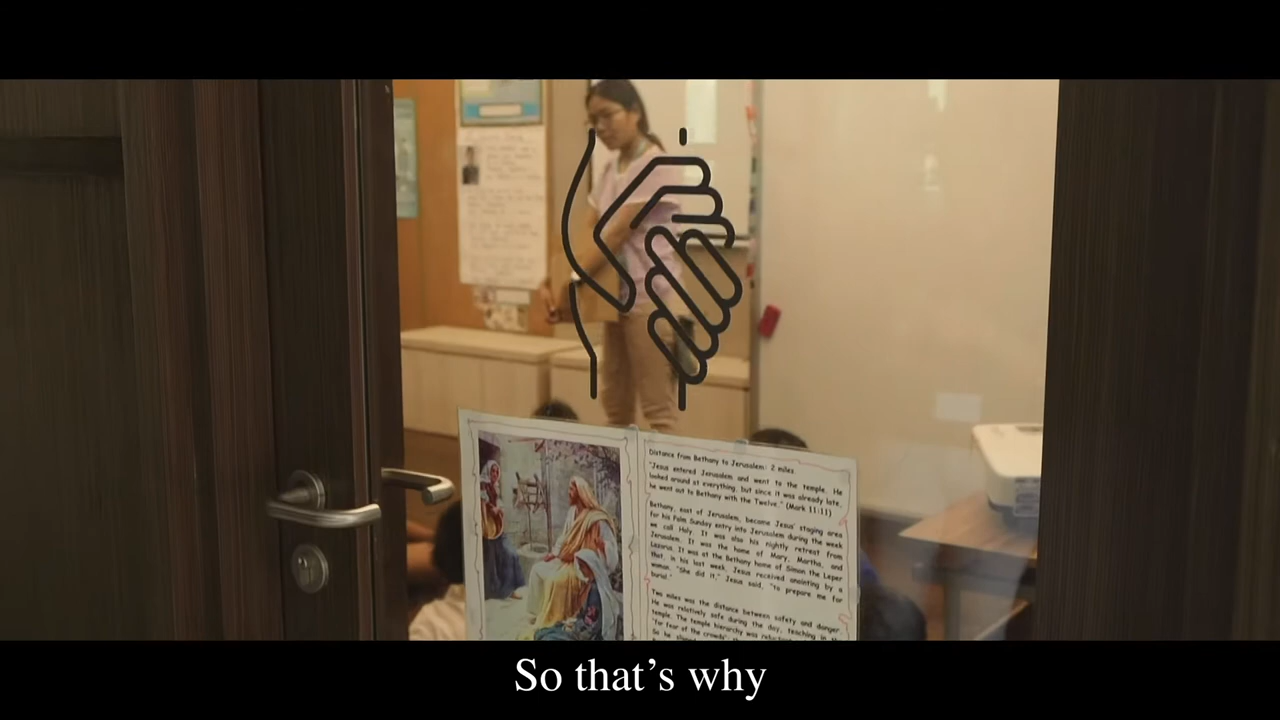 Distance from Bethany to Jerusalem: 2 miles
"Jesus entered Jerusalem and went to the temple. He
looked around at everything, but since it was already late,
he went out to Bethany with the Twelve." (Mark 11:11)
Bethany, east of Jerusalem, became Jesus' staging area
for his Palm Sunday entry into Jerusalem during the week
we call Holy. It was also his nightly retreat from
Jerusalem. It was the home of Mary, Martha, and
Lazarus. It was at the Bethany home of Simon the Leper
that, in his last week, Jesus received anointing by a
woman. "She did it," Jesus said, "to prepare me for
burial."
Two miles was the distance between safety and danger.
He was relatively safe during the day, teaching in the
temple. The temple hierarchy was
"for fear of the crowds"
So that's why